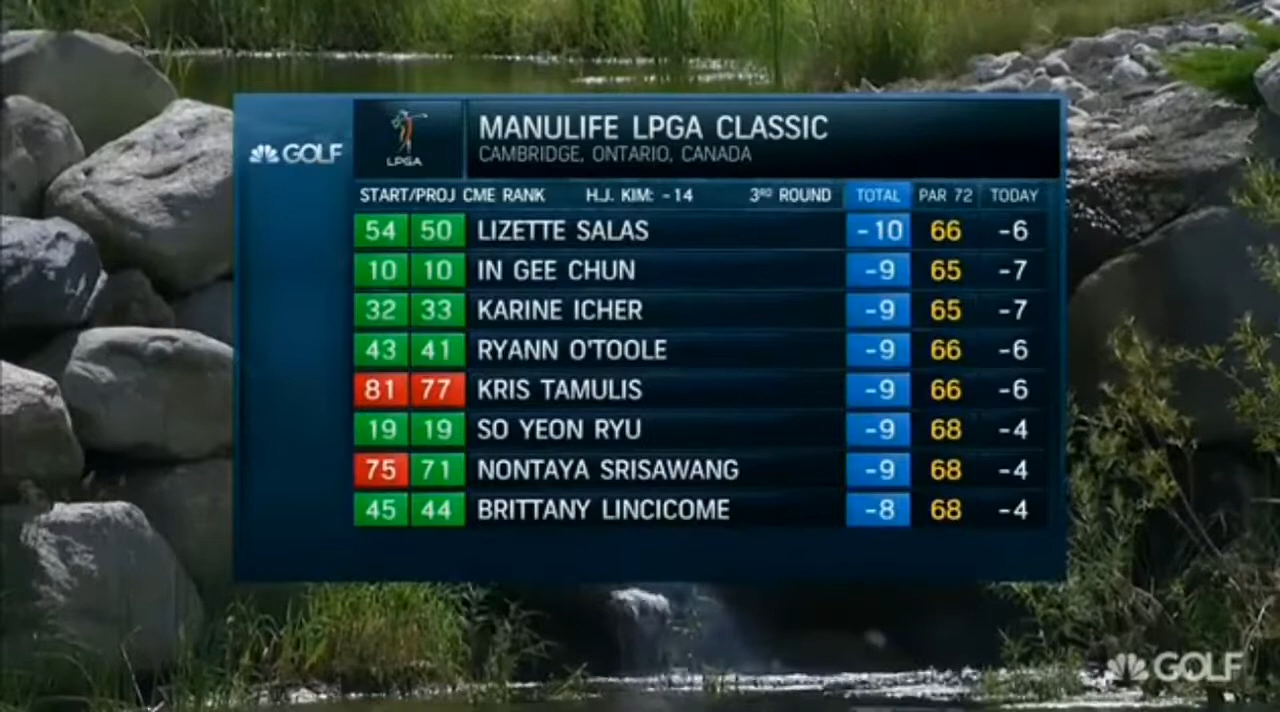 GOLF
LPGA
MANULIFE LPGA CLASSIC
CAMBRIDGE, ONTARIO, CANADA
START/PROJ CME RANK H.J. KIM: -14 3RD ROUND TOTAL PAR 72 TODAY
54 50 LIZETTE SALAS -10 66 -6
10 10 IN GEE CHUN -9 65 -7
32 33 KARINE ICHER -9 65 -7
43 41 RYANN O'TOOLE -9 66 -6
81 77 KRIS TAMULIS -9 66 -6
19 19 SO YEON RYU -9 68 -4
75 71 NONTAYA SRISAWANG -9 68 -4
45 44 BRITTANY LINCICOME -8 68 -4
GOLF